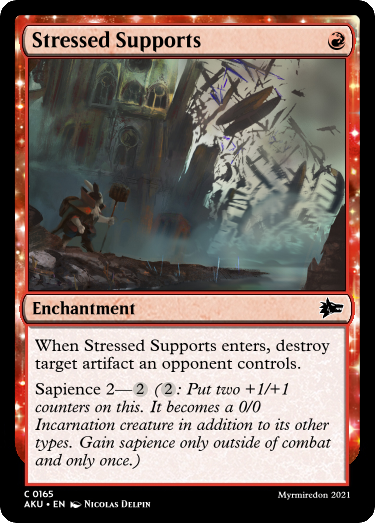 Stressed Supports
Enchantment
When Stressed Supports enters, destroy
target artifact an opponent controls.
Sapience 2—2 (2: Put two +1/+1
counters on this. It becomes a 0/0
Incarnation creature in addition to its other
types. Gain sapience only outside of combat
and only once.)
C 0165
AKU • EN Nicolas Delpin
Myrmiredon 2021